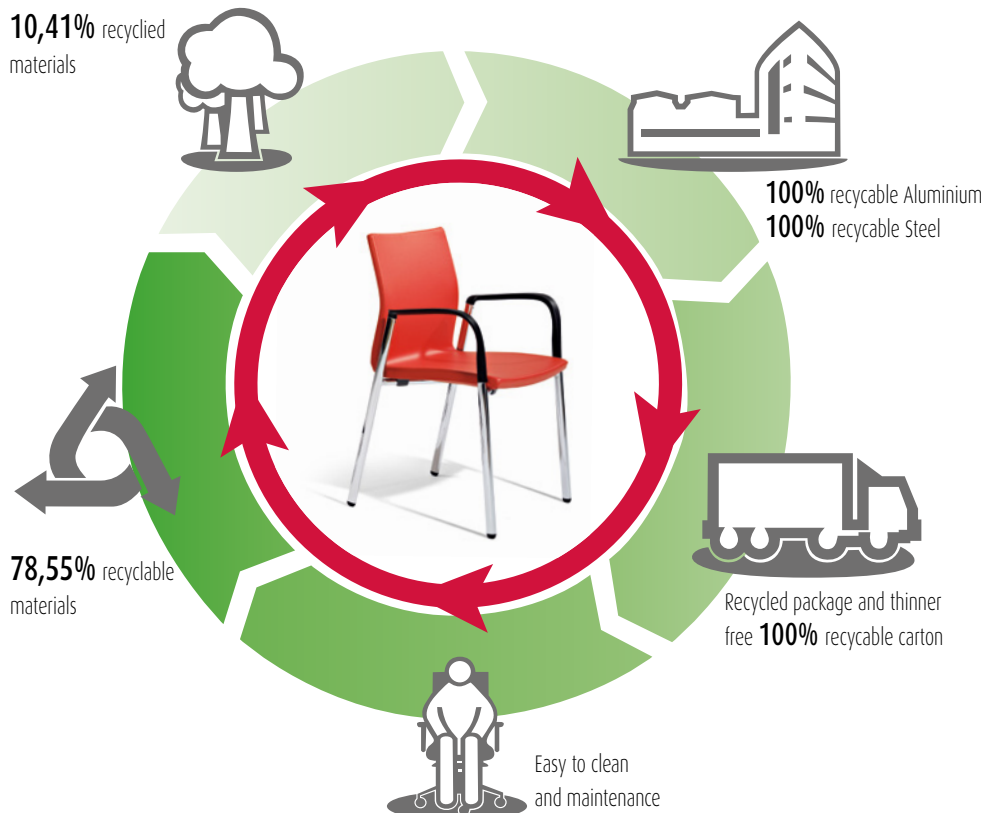 10,41% recyclied
materials
100% recycable Aluminium
100% recycable Steel
Recycled package and thinner
free 100% recycable carton
Easy to clean
and maintenance
78,55% recyclable
materials